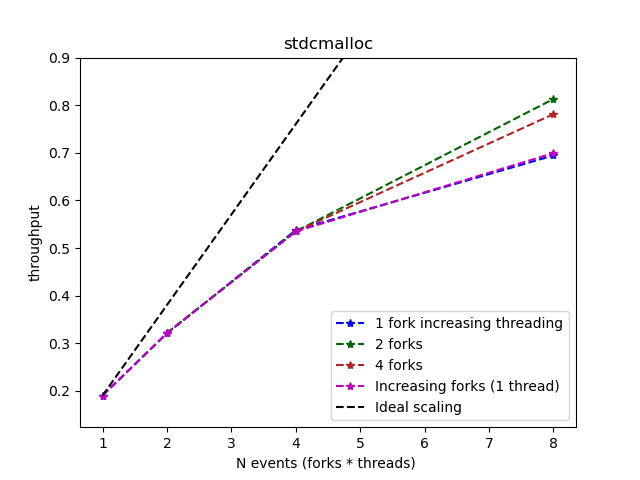 stdcmalloc
0.9
0.8
0.7
0.6
0.5
0.4
0.3
0.2
throughput
1 fork increasing threading
2 forks
4 forks
Increasing forks (1 thread)
Ideal scaling
1 2 3 4 5 6 7 8
N events (forks * threads)